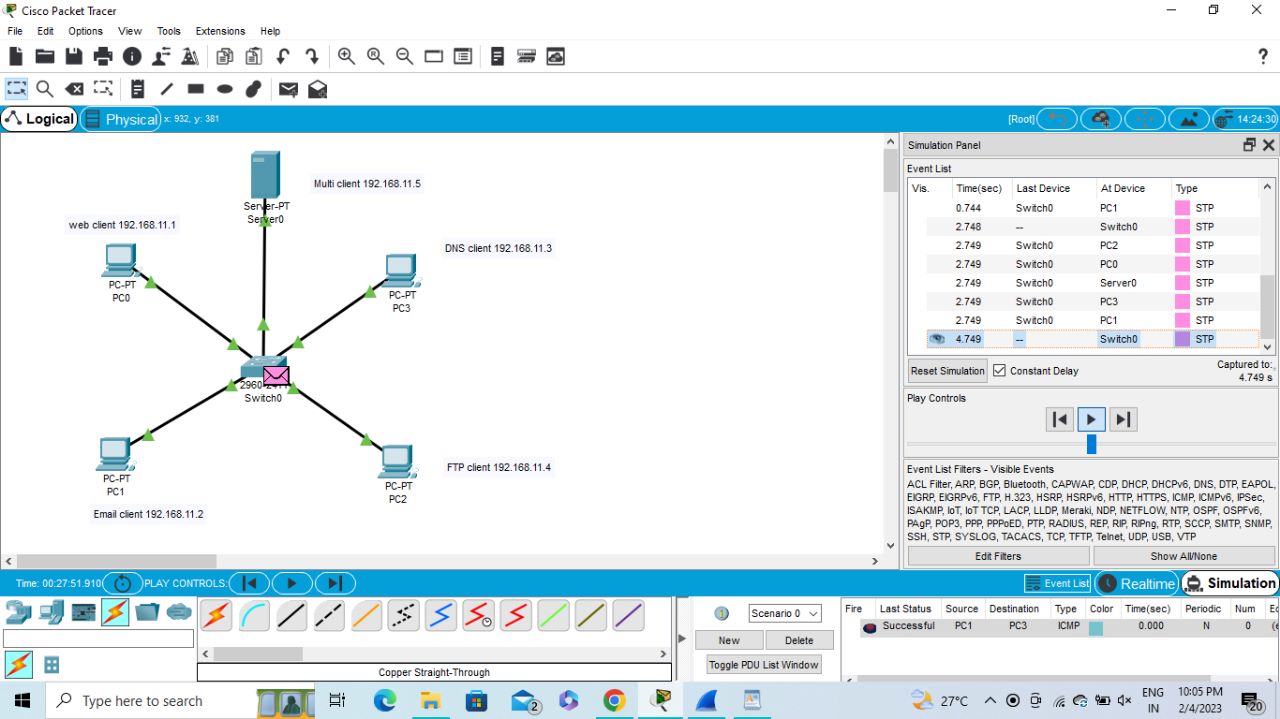 Cisco Packet Tracer
File Edit Options View Tools Extensions Help
Logical Physical x: 932, y: 381 [Root] 14:24:30
Simulation Panel
Event List
Vis. Time(sec) Last Device At Device Type
0.744 Switch0 PC1 STP
2.748 -- Switch0 STP
2.749 Switch0 PC2 STP
2.749 Switch0 PC0 STP
2.749 Switch0 Server0 STP
2.749 Switch0 PC3 STP
2.749 Switch0 PC1 STP
4.749 -- Switch0 STP
Reset Simulation Constant Delay Captured to:
4.749 s
Play Controls
Event List Filters - Visible Events
ACL Filter, ARP, BGP, Bluetooth, CAPWAP, CDP, DHCP, DHCPv6, DNS, DTP, EAPOL,
EIGRP, EIGRPv6, FTP, H.323, HSRP, HSRPv6, HTTP, HTTPS, ICMP, ICMPv6, IPSec,
ISAKMP, IoT, IoT TCP, LACP, LLDP, Meraki, NDP, NETFLOW, NTP, OSPF, OSPFv6,
PAgP, POP3, PPP, PPPoED, PTP, RADIUS, REP, RIP, RIPng, RTP, SCCP, SMTP, SNMP,
SSH, STP, SYSLOG, TACACS, TCP, TFTP, Telnet, UDP, USB, VTP
Edit Filters Show All/None
Multi client 192.168.11.5
Server-PT
Server0
web client 192.168.11.1
PC-PT
PC0
DNS client 192.168.11.3
PC-PT
PC3
Switch0
PC-PT
PC1
Email client 192.168.11.2
FTP client 192.168.11.4
PC-PT
PC2
Time: 00:27:51.910 PLAY CONTROLS: Event List Realtime Simulation
Copper Straight-Through
Scenario 0
New Delete
Toggle PDU List Window
Fire Last Status Source Destination Type Color Time(sec) Periodic Num
Successful PC1 PC3 ICMP 0.000 N 0
Type here to search
2
27°C
ENG
IN
10:05 PM
2/4/2023
20